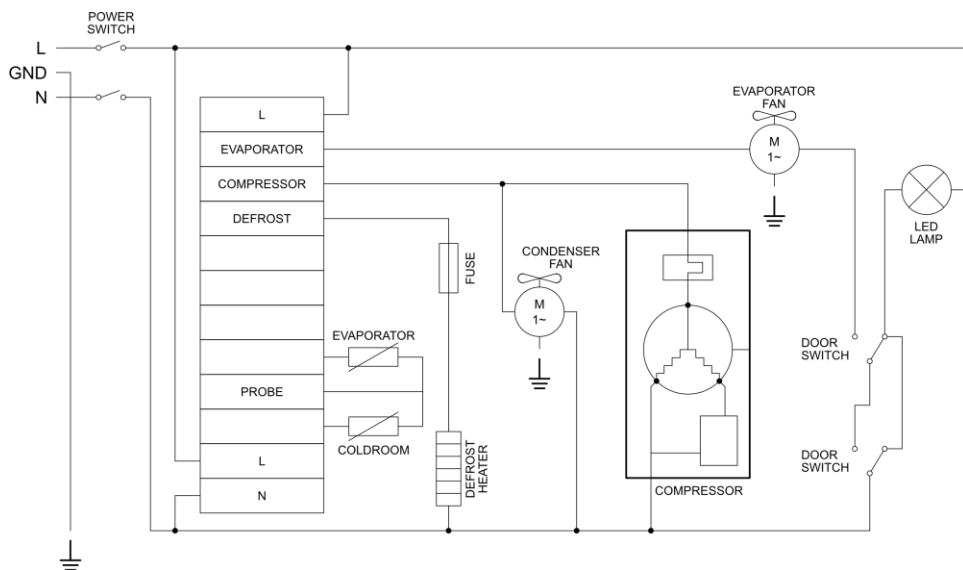 POWER
SWITCH
L
GND
N
L
EVAPORATOR
COMPRESSOR
DEFROST
PROBE
L
N
EVAPORATOR
COLDROOM
FUSE
DEFROST
HEATER
CONDENSER
FAN
M
1~
COMPRESSOR
EVAPORATOR
FAN
M
1~
LED
LAMP
DOOR
SWITCH
DOOR
SWITCH